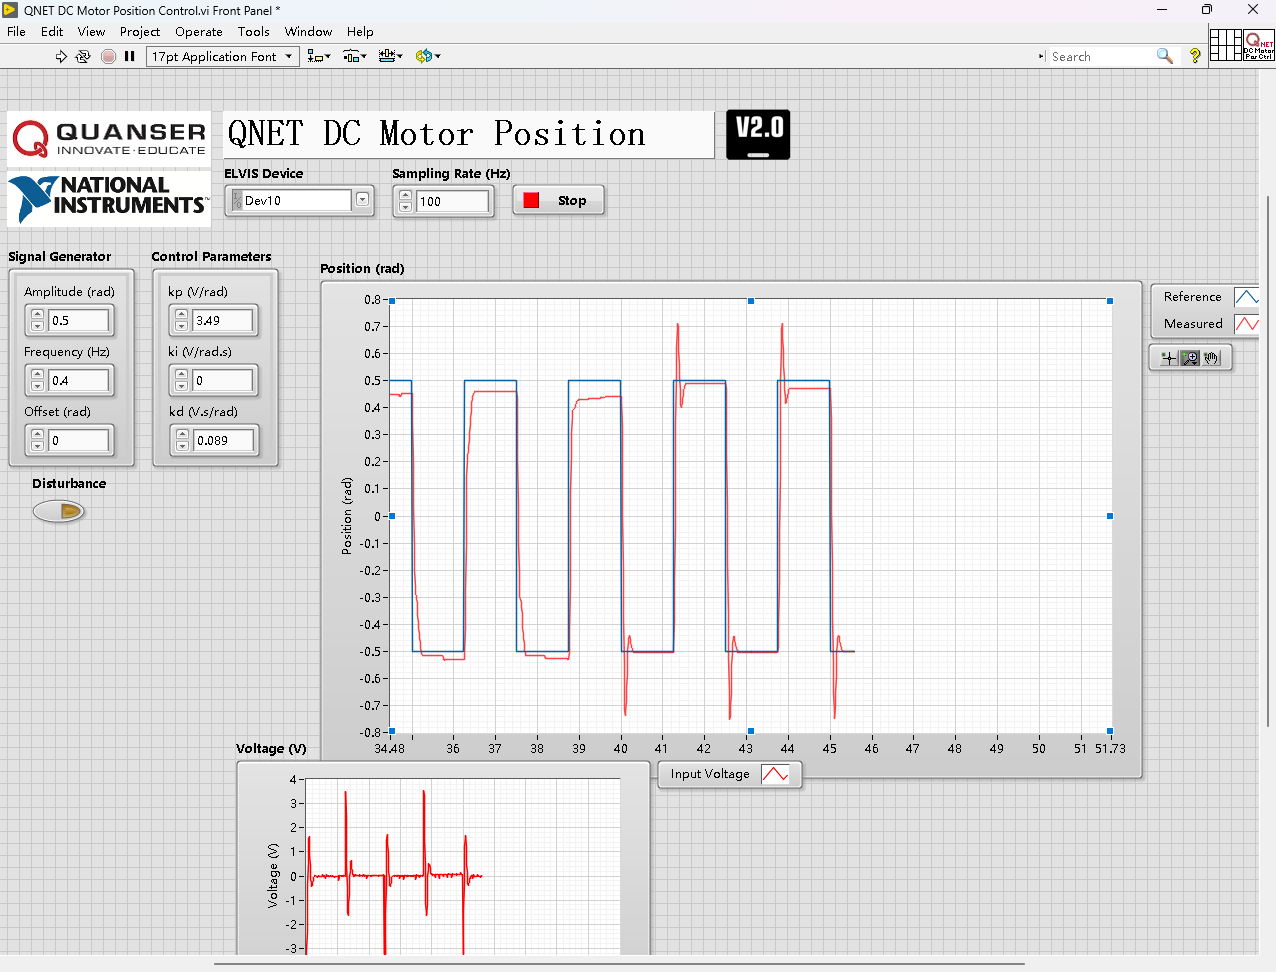 QNET DC Motor Position Control.vi Front Panel *
File Edit View Project Operate Tools Window Help
17pt Application Font
Search
QNET
DC Motor
Pos Ctrl
QUANSER
INNOVATE·EDUCATE
QNET DC Motor Position
V2.0
NATIONAL
INSTRUMENTS
ELVIS Device
Dev10
Sampling Rate (Hz)
100
Stop
Signal Generator
Amplitude (rad)
0.5
Frequency (Hz)
0.4
Offset (rad)
0
Control Parameters
kp (V/rad)
3.49
ki (V/rad.s)
0
kd (V.s/rad)
0.089
Disturbance
Position (rad)
Position (rad)
0.8
0.7
0.6
0.5
0.4
0.3
0.2
0.1
0
-0.1
-0.2
-0.3
-0.4
-0.5
-0.6
-0.7
-0.8
34.48 36 37 38 39 40 41 42 43 44 45 46 47 48 49 50 51 51.73
Reference
Measured
Voltage (V)
Input Voltage
Voltage (V)
4
3
2
1
0
-1
-2
-3